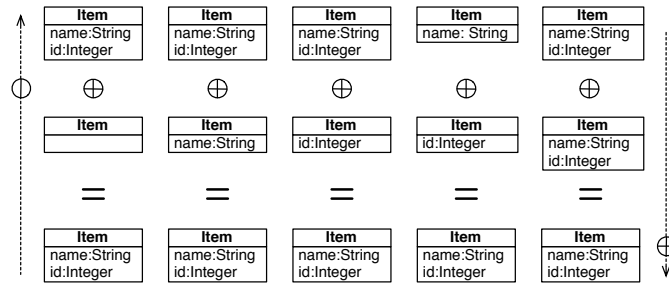 Item Item Item Item Item
name:String name:String name:String name: String name:String
id:Integer id:Integer id:Integer id:Integer
Item Item Item Item Item
name:String id:Integer id:Integer name:String
id:Integer
= = = = =
Item Item Item Item Item
name:String name:String name:String name:String name:String
id:Integer id:Integer id:Integer id:Integer id:Integer